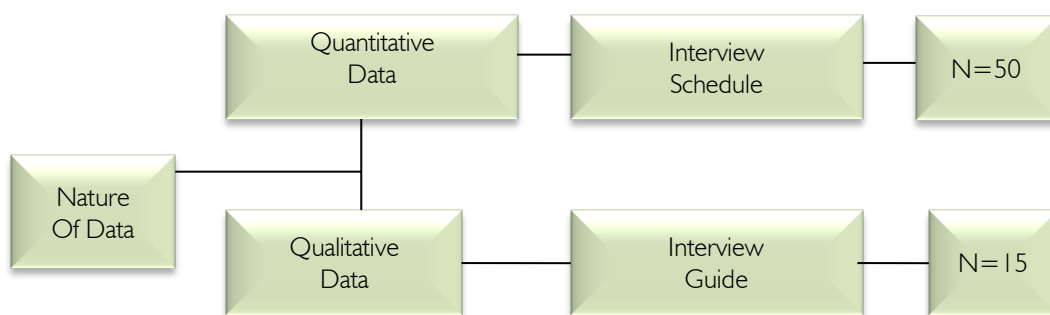 Quantitative
Data
Interview
Schedule
N=50
Nature
Of Data
Qualitative
Data
Interview
Guide
N=15